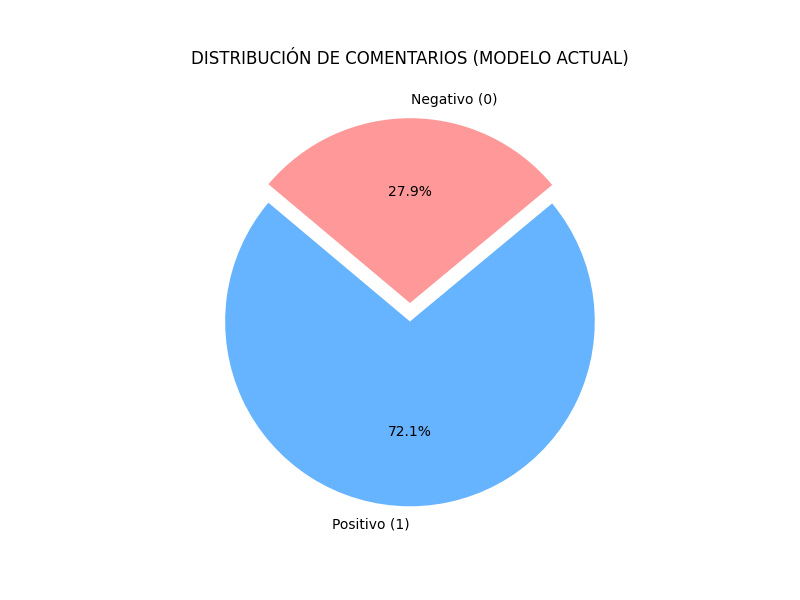 DISTRIBUCIÓN DE COMENTARIOS (MODELO ACTUAL)
Negativo (0)
27.9%
72.1%
Positivo (1)